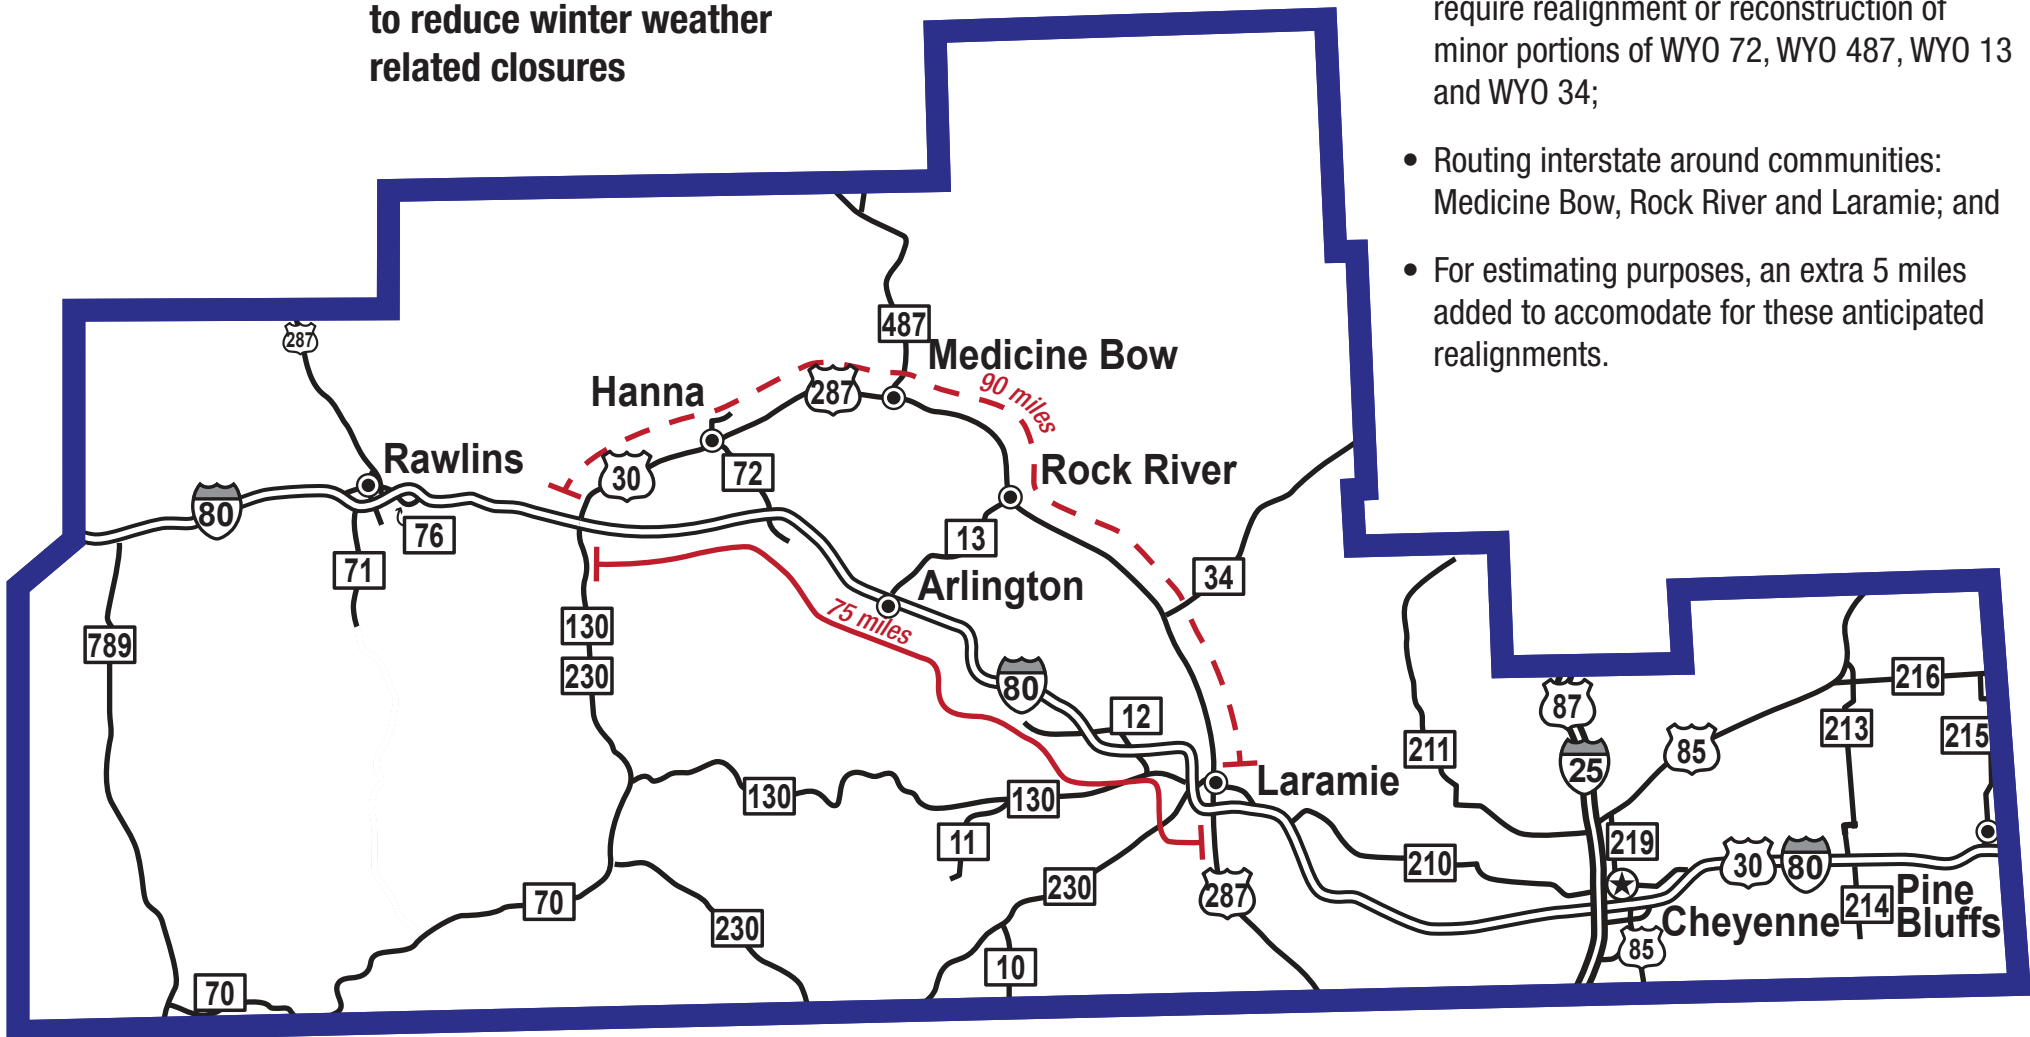 to reduce winter weather
related closures
require realignment or reconstruction of
minor portions of WYO 72, WYO 487, WYO 13
and WYO 34;
• Routing interstate around communities:
Medicine Bow, Rock River and Laramie; and
• For estimating purposes, an extra 5 miles
added to accomodate for these anticipated
realignments.
287
487
Medicine Bow
Hanna
287
90 miles
Rawlins
30
72
Rock River
80
76
71
13
34
Arlington
75 miles
130
230
789
80
12
87
216
213
215
211
85
25
Laramie
130
130
11
219
210
30
80
230
287
70
230
Cheyenne
214
Pine
Bluffs
85
10
70